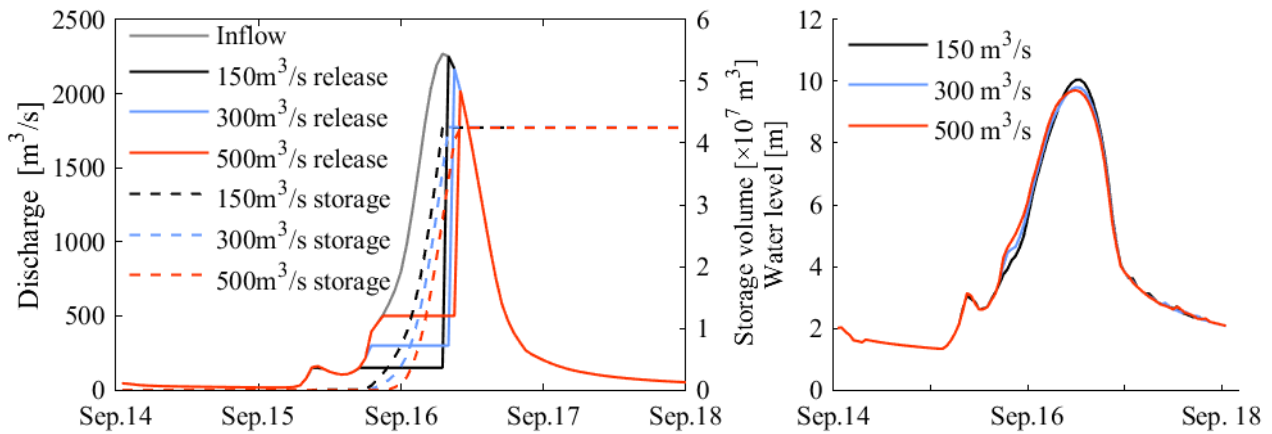 2500
2000
1500
1000
500
0
Discharge [m³/s]
Inflow
150m³/s release
300m³/s release
500m³/s release
150m³/s storage
300m³/s storage
500m³/s storage
6
5
4
3
2
1
0
Storage volume [×10⁷ m³]
Sep.14
Sep.15
Sep.16
Sep.17
Sep.18
Water level [m]
12
10
8
6
4
2
0
150 m³/s
300 m³/s
500 m³/s
Sep.14
Sep.16
Sep. 18